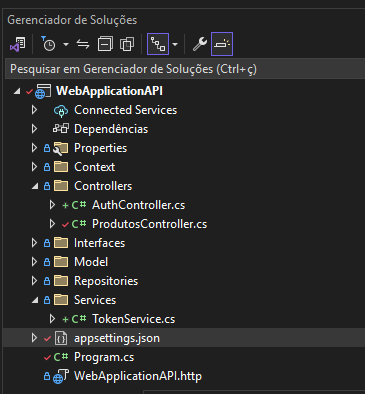 Gerenciador de Soluções
Pesquisar em Gerenciador de Soluções (Ctrl+ç)
WebApplicationAPI
Connected Services
Dependências
Properties
Context
Controllers
C# AuthController.cs
C# ProdutosController.cs
Interfaces
Model
Repositories
Services
C# TokenService.cs
appsettings.json
C# Program.cs
WebApplicationAPI.http